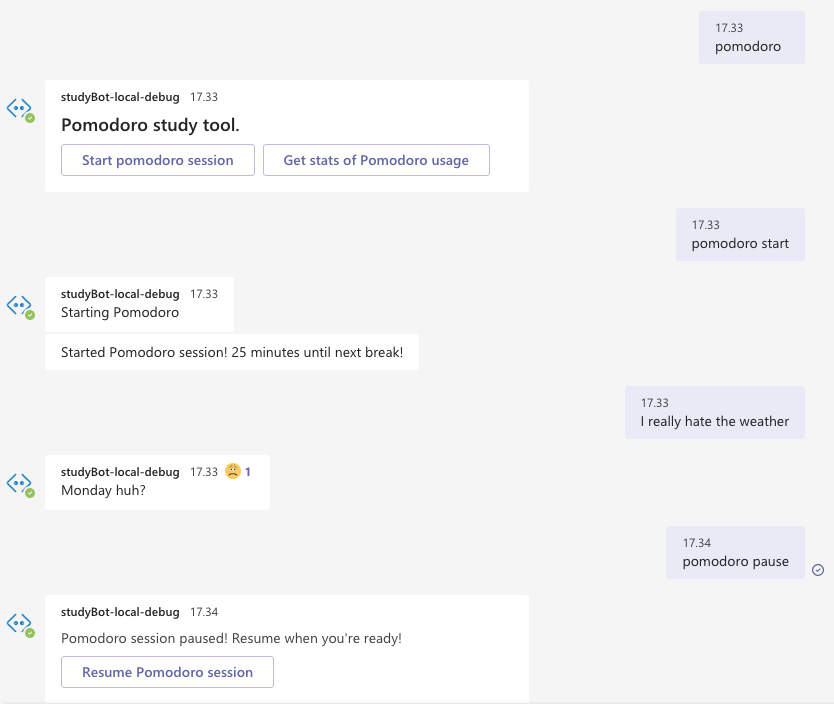 17.33
pomodoro
studyBot-local-debug 17.33
Pomodoro study tool.
Start pomodoro session Get stats of Pomodoro usage
17.33
pomodoro start
studyBot-local-debug 17.33
Starting Pomodoro
Started Pomodoro session! 25 minutes until next break!
17.33
I really hate the weather
studyBot-local-debug 17.33 1
Monday huh?
17.34
pomodoro pause
studyBot-local-debug 17.34
Pomodoro session paused! Resume when you're ready!
Resume Pomodoro session